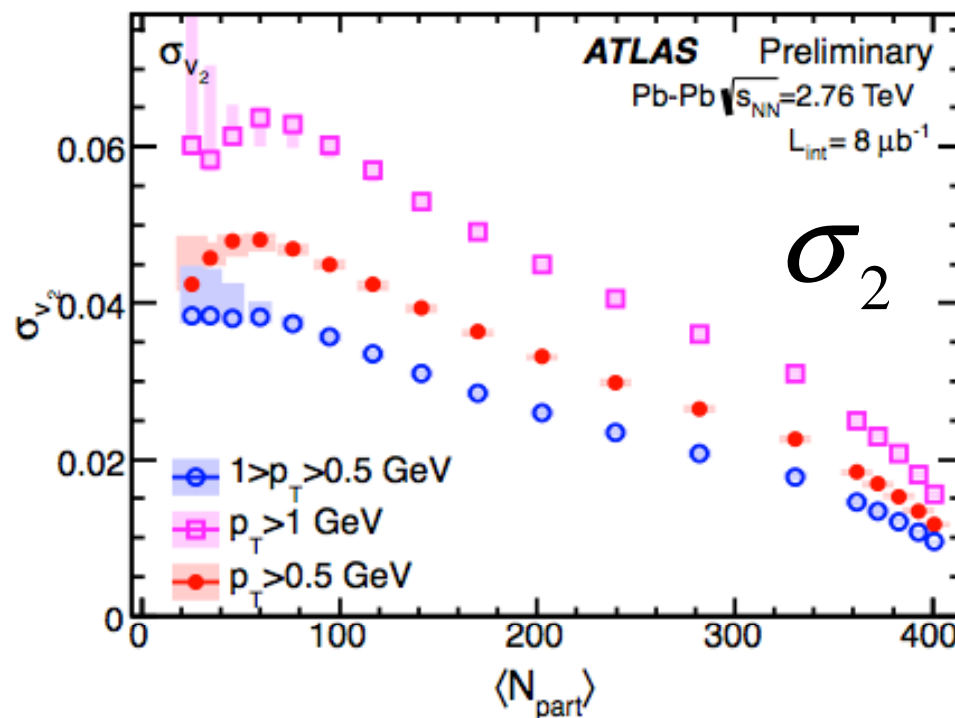 σv2
ATLAS Preliminary
Pb-Pb √sNN=2.76 TeV
Lint= 8 μb-1
σ2
σv2
0.06
0.04
0.02
0
1>pT>0.5 GeV
pT>1 GeV
pT>0.5 GeV
0 100 200 300 400
⟨Npart⟩